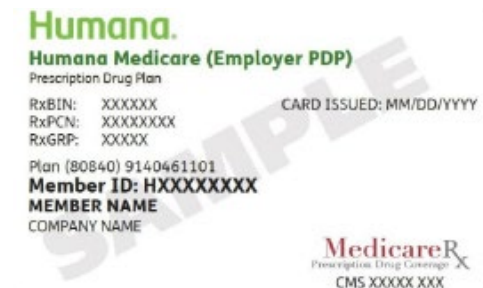 Humana.
Humana Medicare (Employer PDP)
Prescription Drug Plan
RxBIN: XXXXXX
CARD ISSUED: MM/DD/YYYY
RxPCN: XXXXXXXX
RxGRP: XXXXX
Plan (80840) 9140461101
Member ID: HXXXXXXXX
MEMBER NAME
COMPANY NAME
SAMPLE
MedicareRx
Prescription Drug Coverage
CMS XXXXX XXX